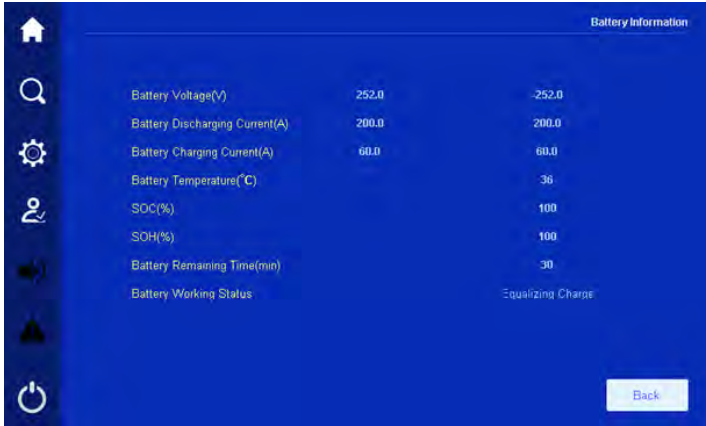 Battery Information
Battery Voltage(V) 252.0 -252.0
Battery Discharging Current(A) 200.0 200.0
Battery Charging Current(A) 60.0 60.0
Battery Temperature(°C) 36
SOC(%) 100
SOH(%) 100
Battery Remaining Time(min) 30
Battery Working Status Equalizing Charge
Back